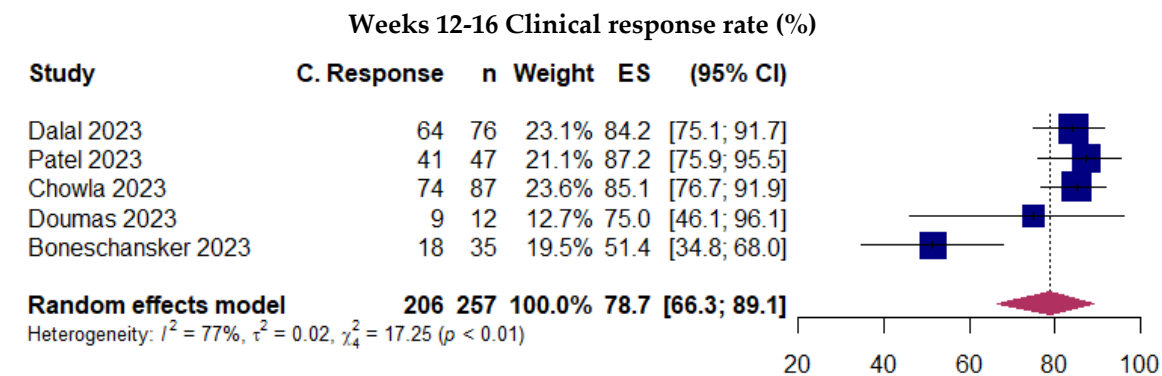 Weeks 12-16 Clinical response rate (%)
Study C. Response n Weight ES (95% CI)
Dalal 2023 64 76 23.1% 84.2 [75.1; 91.7]
Patel 2023 41 47 21.1% 87.2 [75.9; 95.5]
Chowla 2023 74 87 23.6% 85.1 [76.7; 91.9]
Doumas 2023 9 12 12.7% 75.0 [46.1; 96.1]
Boneschansker 2023 18 35 19.5% 51.4 [34.8; 68.0]
Random effects model 206 257 100.0% 78.7 [66.3; 89.1]
Heterogeneity: I² = 77%, τ² = 0.02, χ²₄ = 17.25 (p < 0.01)
20 40 60 80 100